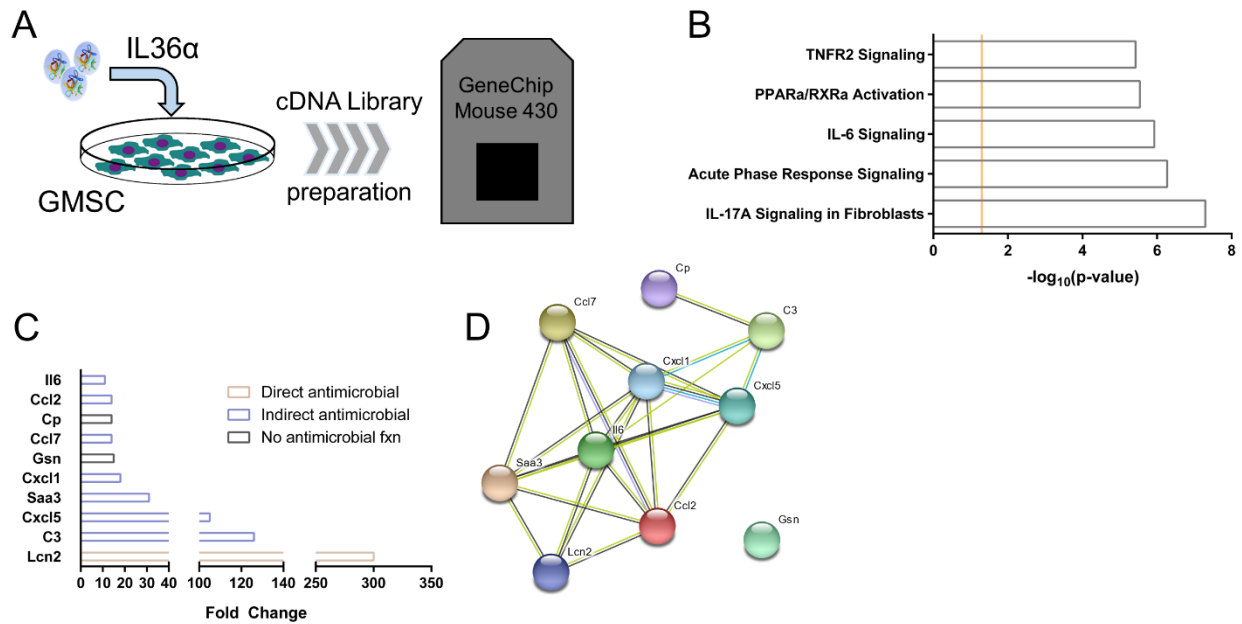 A
IL36α
cDNA Library
preparation
GMSC
GeneChip
Mouse 430
B
TNFR2 Signaling
PPARa/RXRa Activation
IL-6 Signaling
Acute Phase Response Signaling
IL-17A Signaling in Fibroblasts
0 2 4 6 8
-log10(p-value)
C
Il6
Ccl2
Cp
Ccl7
Gsn
Cxcl1
Saa3
Cxcl5
C3
Lcn2
Direct antimicrobial
Indirect antimicrobial
No antimicrobial fxn
0 10 20 30 40 100 120 140 250 300 350
Fold Change
D
Cp
Ccl7
C3
Cxcl1
Cxcl5
Il6
Saa3
Ccl2
Gsn
Lcn2